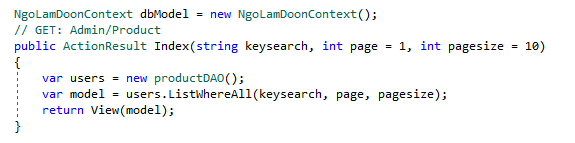 NgoLamDoonContext dbModel = new NgoLamDoonContext();
// GET: Admin/Product
public ActionResult Index(string keysearch, int page = 1, int pagesize = 10)
{
var users = new productDAO();
var model = users.ListWhereAll(keysearch, page, pagesize);
return View(model);
}